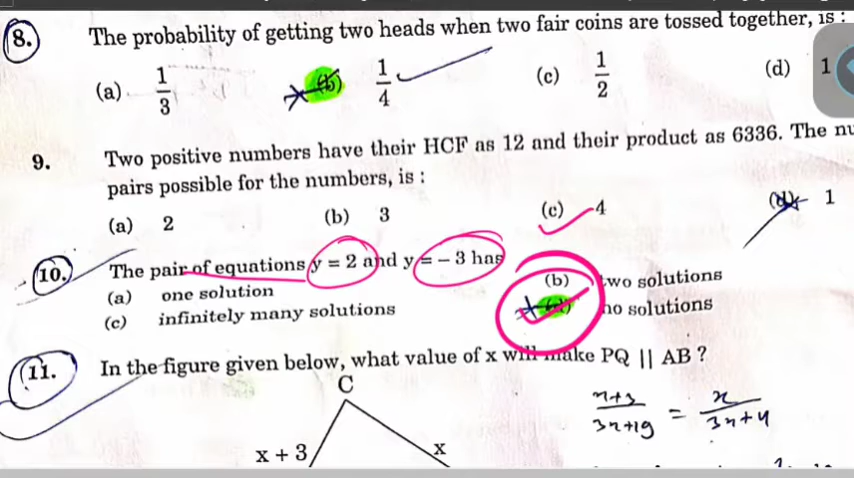 8. The probability of getting two heads when two fair coins are tossed together, is :
(a) 1/3 (b) 1/4 (c) 1/2 (d) 1
9. Two positive numbers have their HCF as 12 and their product as 6336. The nu
pairs possible for the numbers, is :
(a) 2 (b) 3 (c) 4 (d) 1
10. The pair of equations y = 2 and y = – 3 has
(a) one solution (b) two solutions
(c) infinitely many solutions (d) no solutions
11. In the figure given below, what value of x will make PQ || AB ?
C
x+3/3x+19 = x/3x+4
x + 3 x